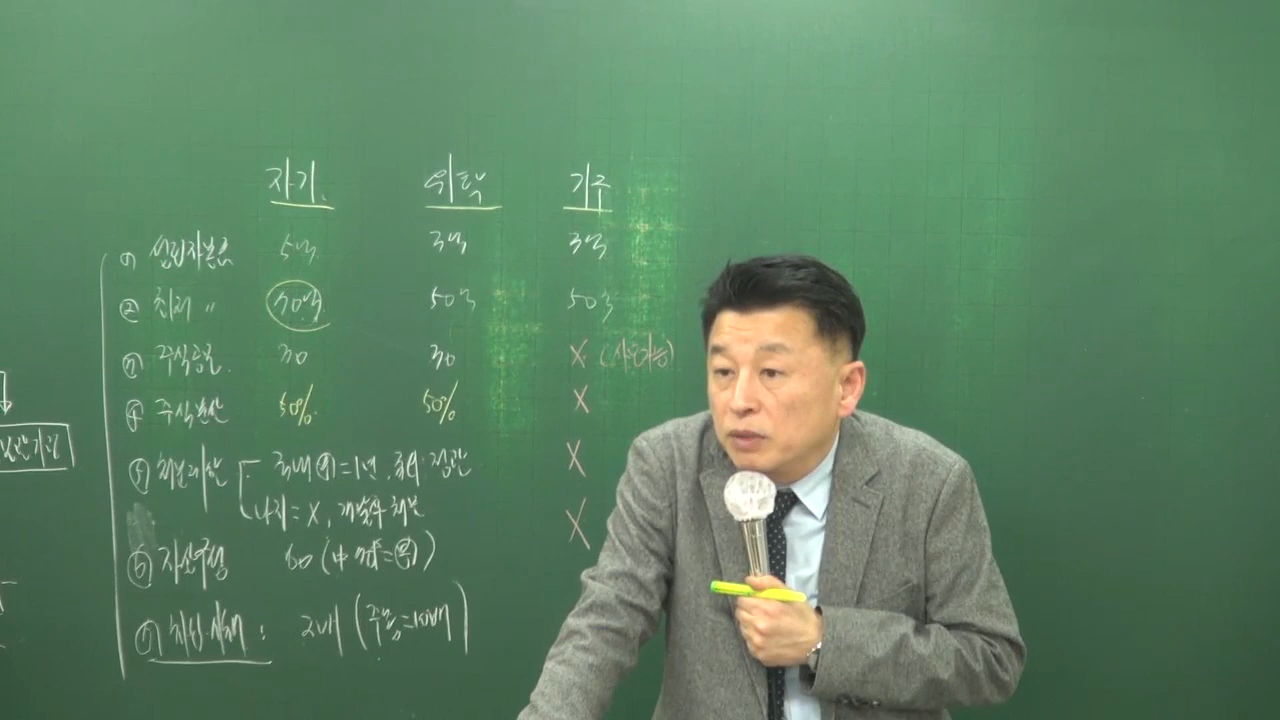 자기. 위탁 기구
① 설립자본금 5억 3억 3억
② 최저 〃 70억. 50억 50억
③ 주식공모. 30 30 X (사모가능)
④ 주식분산 50% 50% X
⑤ 처분제한 국내 = 1년, 정관 X
나지 = X, 개발후 처분
⑥ 자산구성 80 (中 70% = ) X
⑦ 차입·사채 : 2배 (주총=10배)